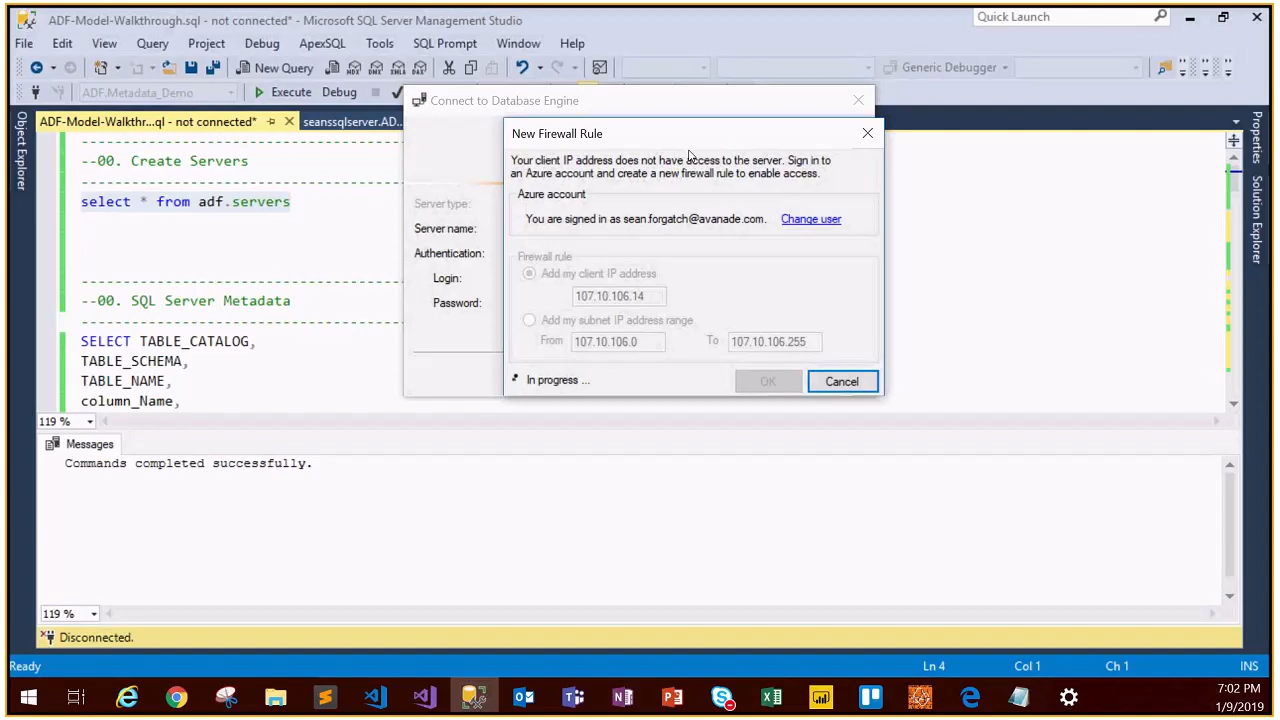 ADF-Model-Walkthrough.sql - not connected* - Microsoft SQL Server Management Studio
Quick Launch
File Edit View Query Project Debug ApexSQL Tools SQL Prompt Window Help
New Query
MDX DMX XMLA DAX
Generic Debugger
ADF.Metadata_Demo
Execute Debug
ADF-Model-Walkthr...ql - not connected*
seanssqlserver.AD...
Object Explorer
Properties
Solution Explorer
--00. Create Servers
select * from adf.servers
--00. SQL Server Metadata
SELECT TABLE_CATALOG,
TABLE_SCHEMA,
TABLE_NAME,
column_Name,
119 %
Connect to Database Engine
Server type:
Server name:
Authentication:
Login:
Password:
New Firewall Rule
Your client IP address does not have access to the server. Sign in to
an Azure account and create a new firewall rule to enable access.
Azure account
You are signed in as sean.forgatch@avanade.com. Change user
Firewall rule
Add my client IP address
107.10.106.14
Add my subnet IP address range
From 107.10.106.0 To 107.10.106.255
In progress ...
OK Cancel
Messages
Commands completed successfully.
119 %
Disconnected.
Ready
Ln 4 Col 1 Ch 1 INS
7:02 PM
1/9/2019